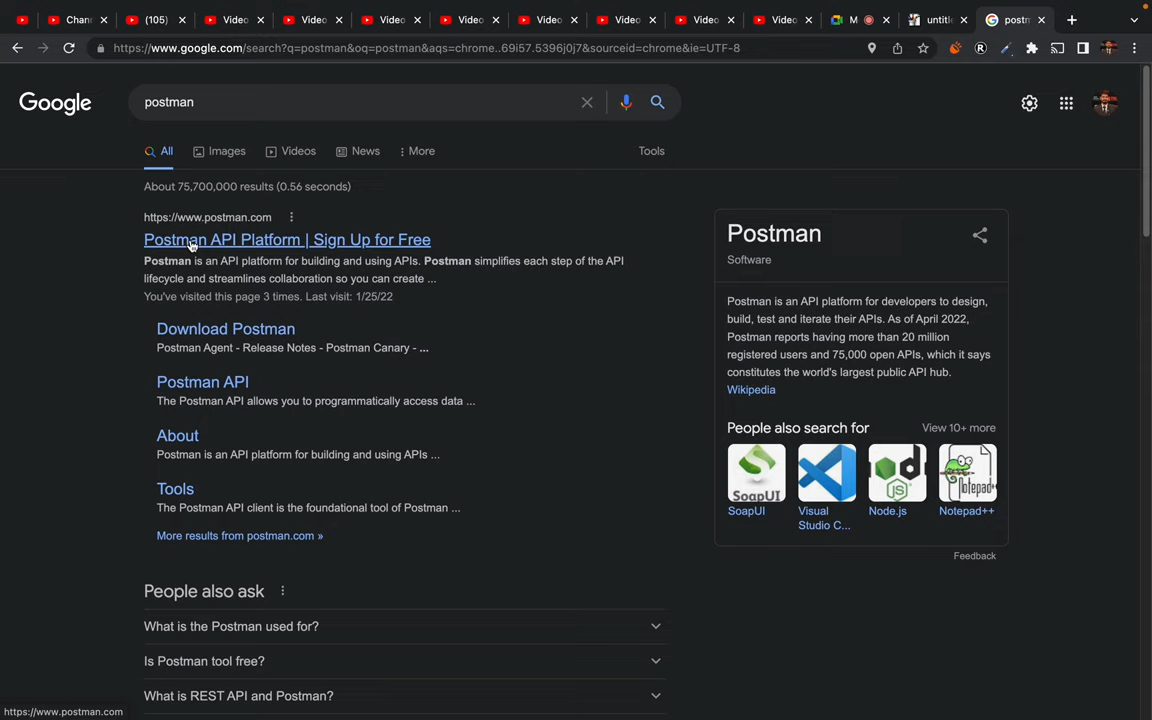 Chann
(105)
Video
Video
Video
Video
Video
Video
Video
Video
M
untitle
postm
https://www.google.com/search?q=postman&oq=postman&aqs=chrome..69i57.5396j0j7&sourceid=chrome&ie=UTF-8
Google
postman
All
Images
Videos
News
More
Tools
About 75,700,000 results (0.56 seconds)
https://www.postman.com
Postman API Platform | Sign Up for Free
Postman is an API platform for building and using APIs. Postman simplifies each step of the API
lifecycle and streamlines collaboration so you can create ...
You've visited this page 3 times. Last visit: 1/25/22
Download Postman
Postman Agent - Release Notes - Postman Canary - ...
Postman API
The Postman API allows you to programmatically access data ...
About
Postman is an API platform for building and using APIs ...
Tools
The Postman API client is the foundational tool of Postman ...
More results from postman.com »
People also ask
What is the Postman used for?
Is Postman tool free?
What is REST API and Postman?
Postman
Software
Postman is an API platform for developers to design,
build, test and iterate their APIs. As of April 2022,
Postman reports having more than 20 million
registered users and 75,000 open APIs, which it says
constitutes the world's largest public API hub.
Wikipedia
People also search for
View 10+ more
SoapUI
Notepad++
SoapUI
Visual
Studio C...
Node.js
Notepad++
Feedback
https://www.postman.com